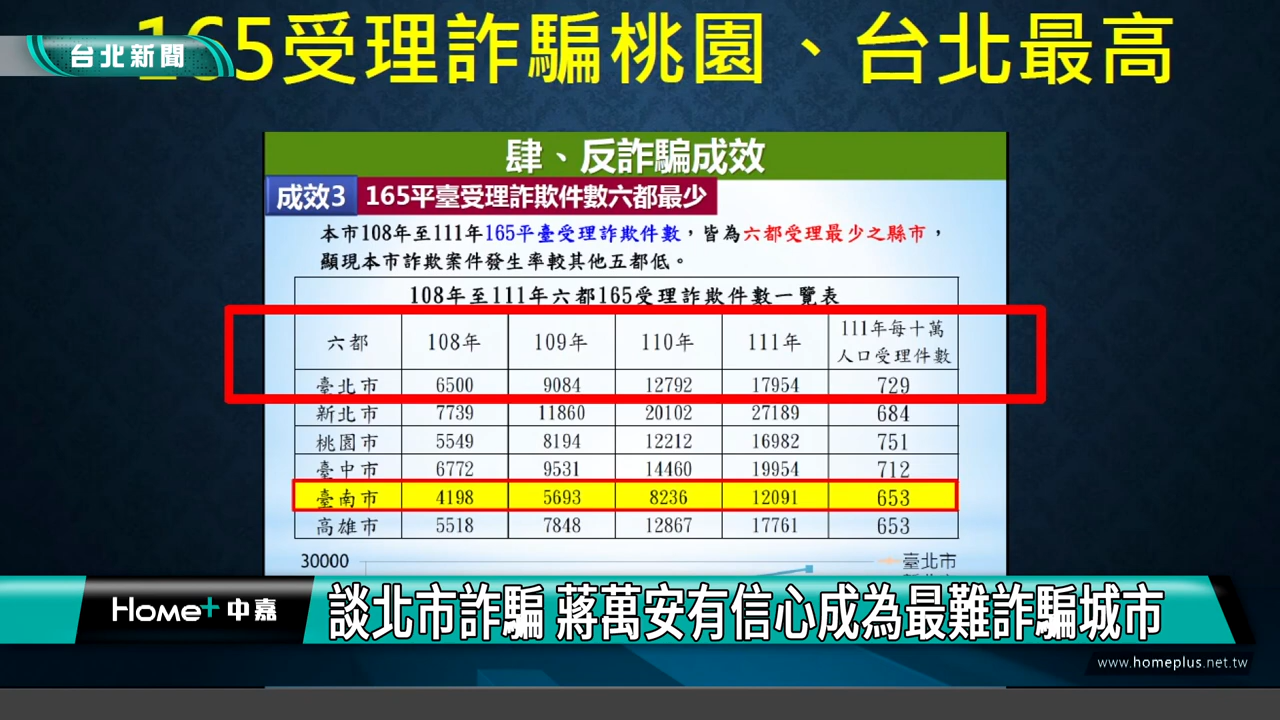 165受理詐騙桃園、台北最高
台北新聞
肆、反詐騙成效
成效3 165平臺受理詐欺件數六都最少
本市108年至111年165平臺受理詐欺件數，皆為六都受理最少之縣市，
顯現本市詐欺案件發生率較其他五都低。
108年至111年六都165受理詐欺件數一覽表
六都 108年 109年 110年 111年 111年每十萬
人口受理件數
臺北市 6500 9084 12792 17954 729
新北市 7739 11860 20102 27189 684
桃園市 5549 8194 12212 16982 751
臺中市 6772 9531 14460 19954 712
臺南市 4198 5693 8236 12091 653
高雄市 5518 7848 12867 17761 653
30000 臺北市
Home+ 中嘉 談北市詐騙 蔣萬安有信心成為最難詐騙城市
www.homeplus.net.tw